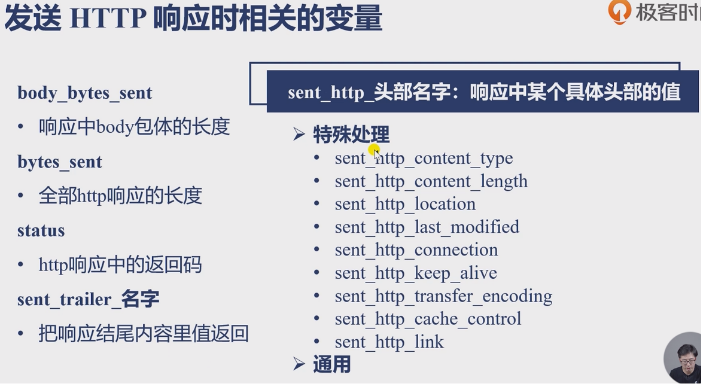 发送 HTTP 响应时相关的变量
极客时
body_bytes_sent
• 响应中body包体的长度
bytes_sent
• 全部http响应的长度
status
• http响应中的返回码
sent_trailer_名字
• 把响应结尾内容里值返回
sent_http_头部名字：响应中某个具体头部的值
➢ 特殊处理
• sent_http_content_type
• sent_http_content_length
• sent_http_location
• sent_http_last_modified
• sent_http_connection
• sent_http_keep_alive
• sent_http_transfer_encoding
• sent_http_cache_control
• sent_http_link
➢ 通用